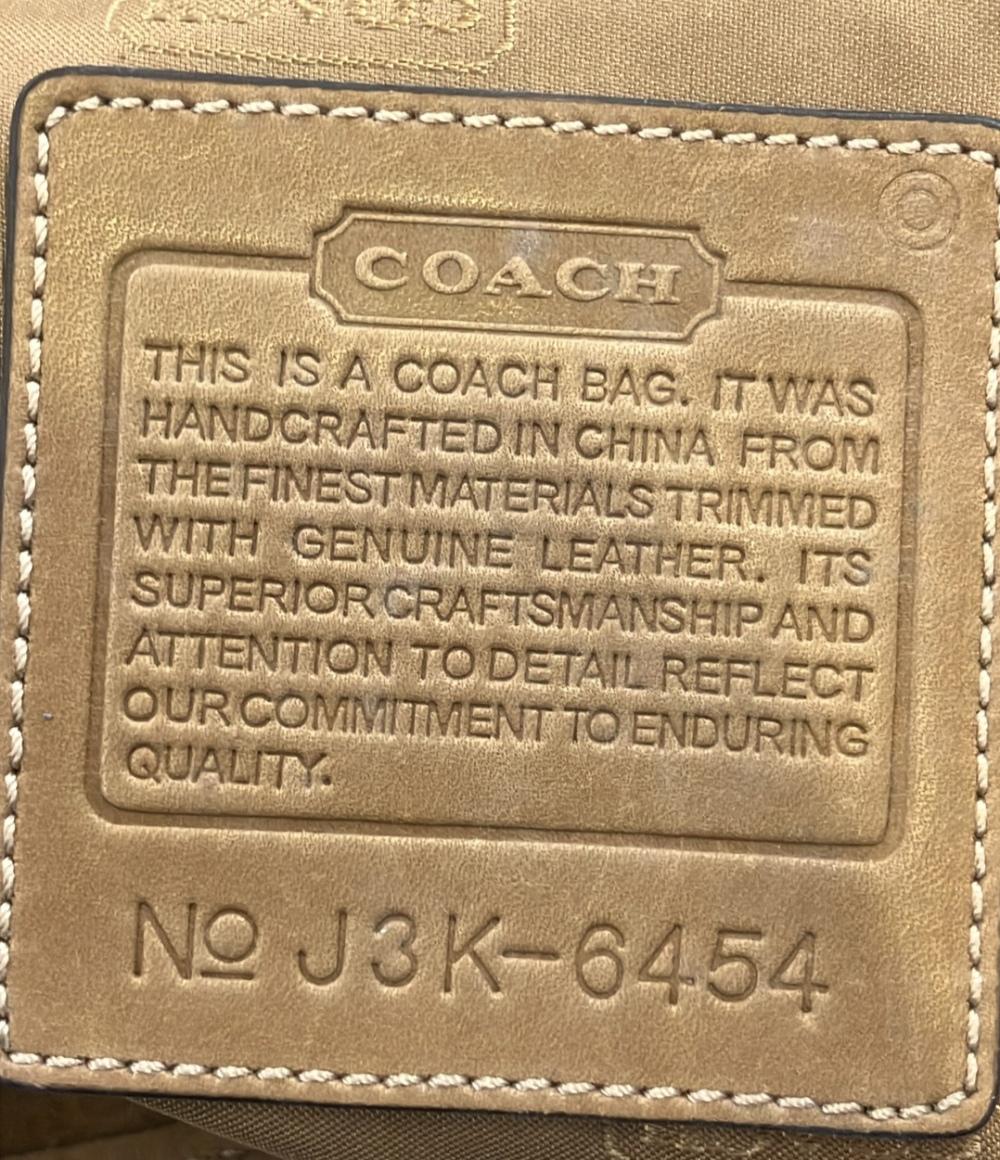 COACH
THIS IS A COACH BAG. IT WAS
HANDCRAFTED IN CHINA FROM
THE FINEST MATERIALS TRIMMED
WITH GENUINE LEATHER. ITS
SUPERIOR CRAFTSMANSHIP AND
ATTENTION TO DETAIL REFLECT
OUR COMMITMENT TO ENDURING
QUALITY.
Nº J3K-6454